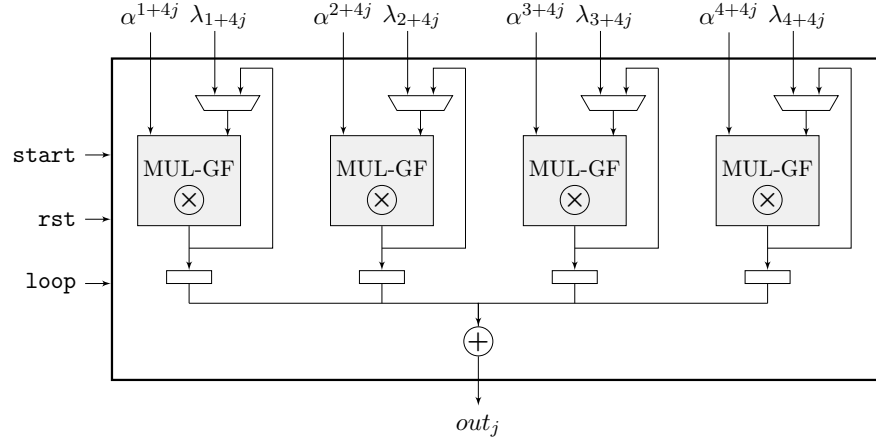 α^{1+4j} λ_{1+4j} α^{2+4j} λ_{2+4j} α^{3+4j} λ_{3+4j} α^{4+4j} λ_{4+4j}
start
MUL-GF MUL-GF MUL-GF MUL-GF
rst
loop
out_j